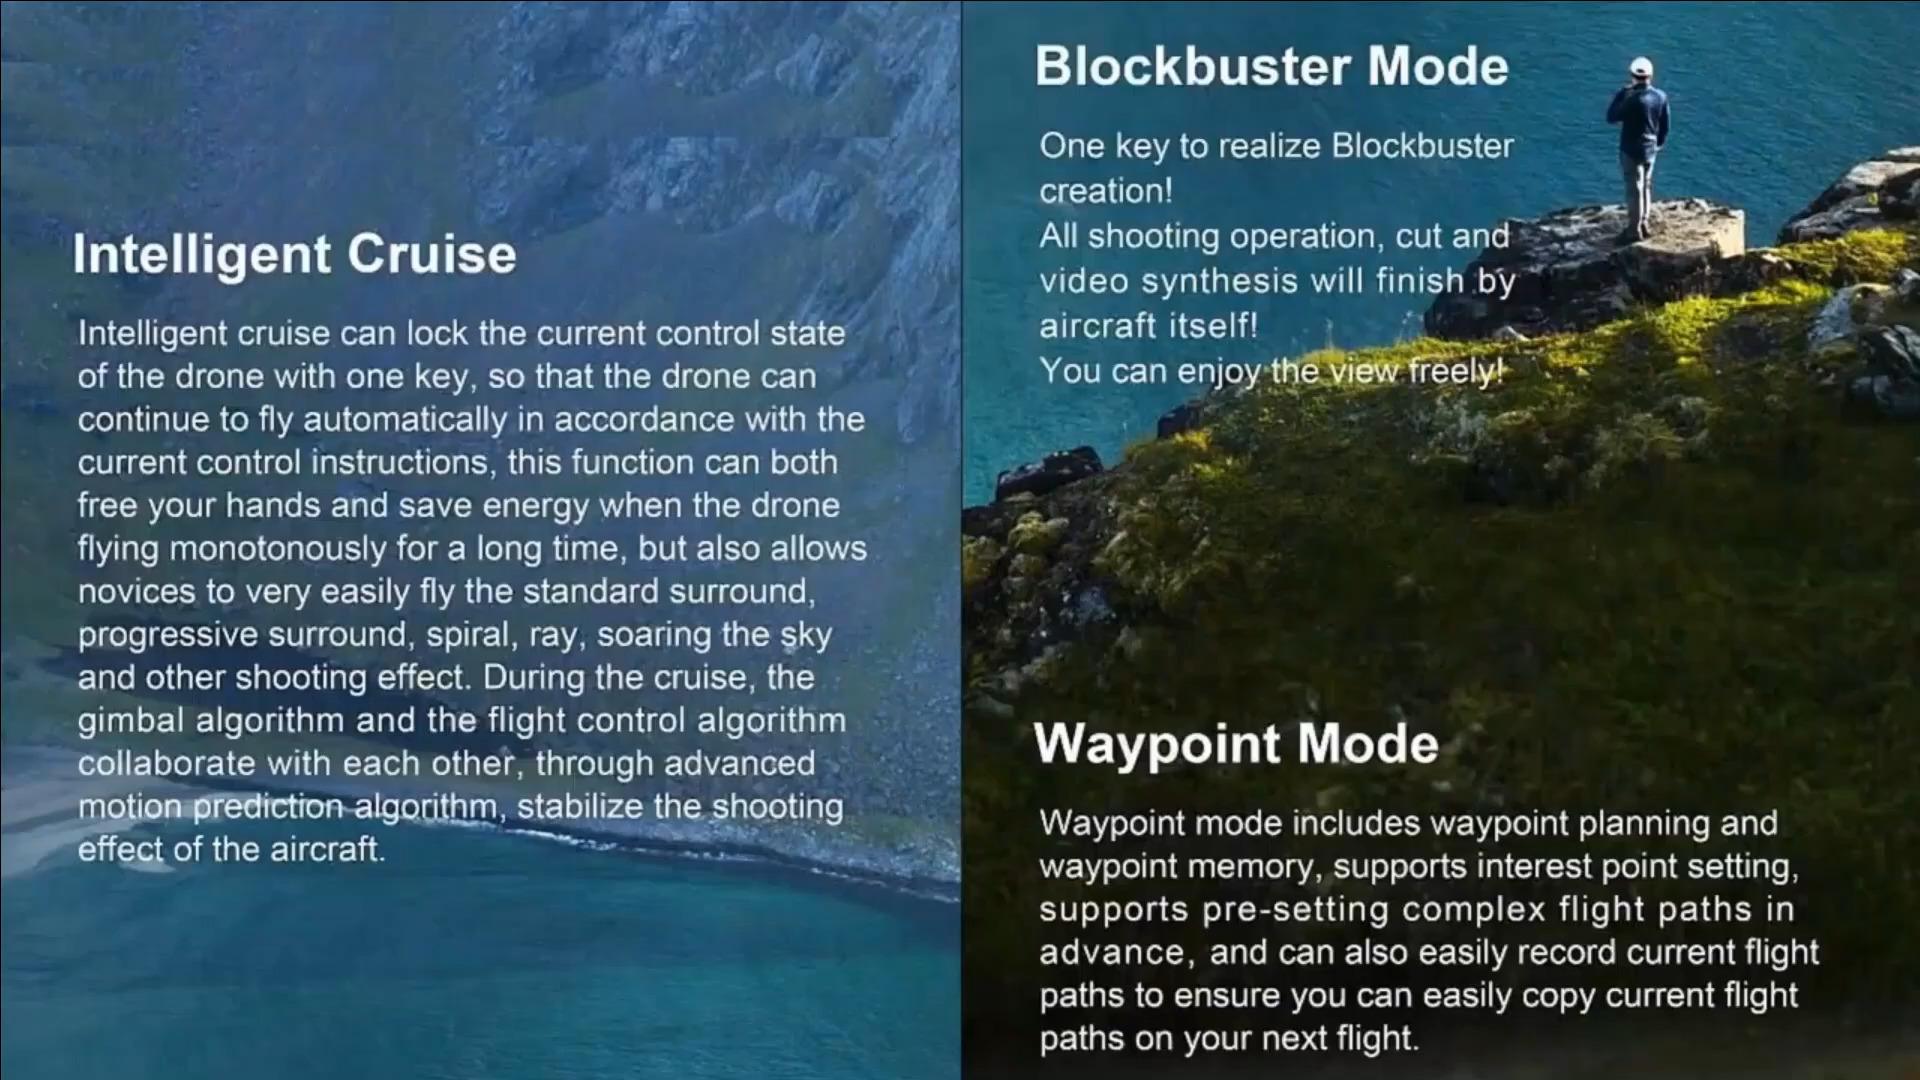 Intelligent Cruise
Intelligent cruise can lock the current control state
of the drone with one key, so that the drone can
continue to fly automatically in accordance with the
current control instructions, this function can both
free your hands and save energy when the drone
flying monotonously for a long time, but also allows
novices to very easily fly the standard surround,
progressive surround, spiral, ray, soaring the sky
and other shooting effect. During the cruise, the
gimbal algorithm and the flight control algorithm
collaborate with each other, through advanced
motion prediction algorithm, stabilize the shooting
effect of the aircraft.
Blockbuster Mode
One key to realize Blockbuster
creation!
All shooting operation, cut and
video synthesis will finish by
aircraft itself!
You can enjoy the view freely!
Waypoint Mode
Waypoint mode includes waypoint planning and
waypoint memory, supports interest point setting,
supports pre-setting complex flight paths in
advance, and can also easily record current flight
paths to ensure you can easily copy current flight
paths on your next flight.